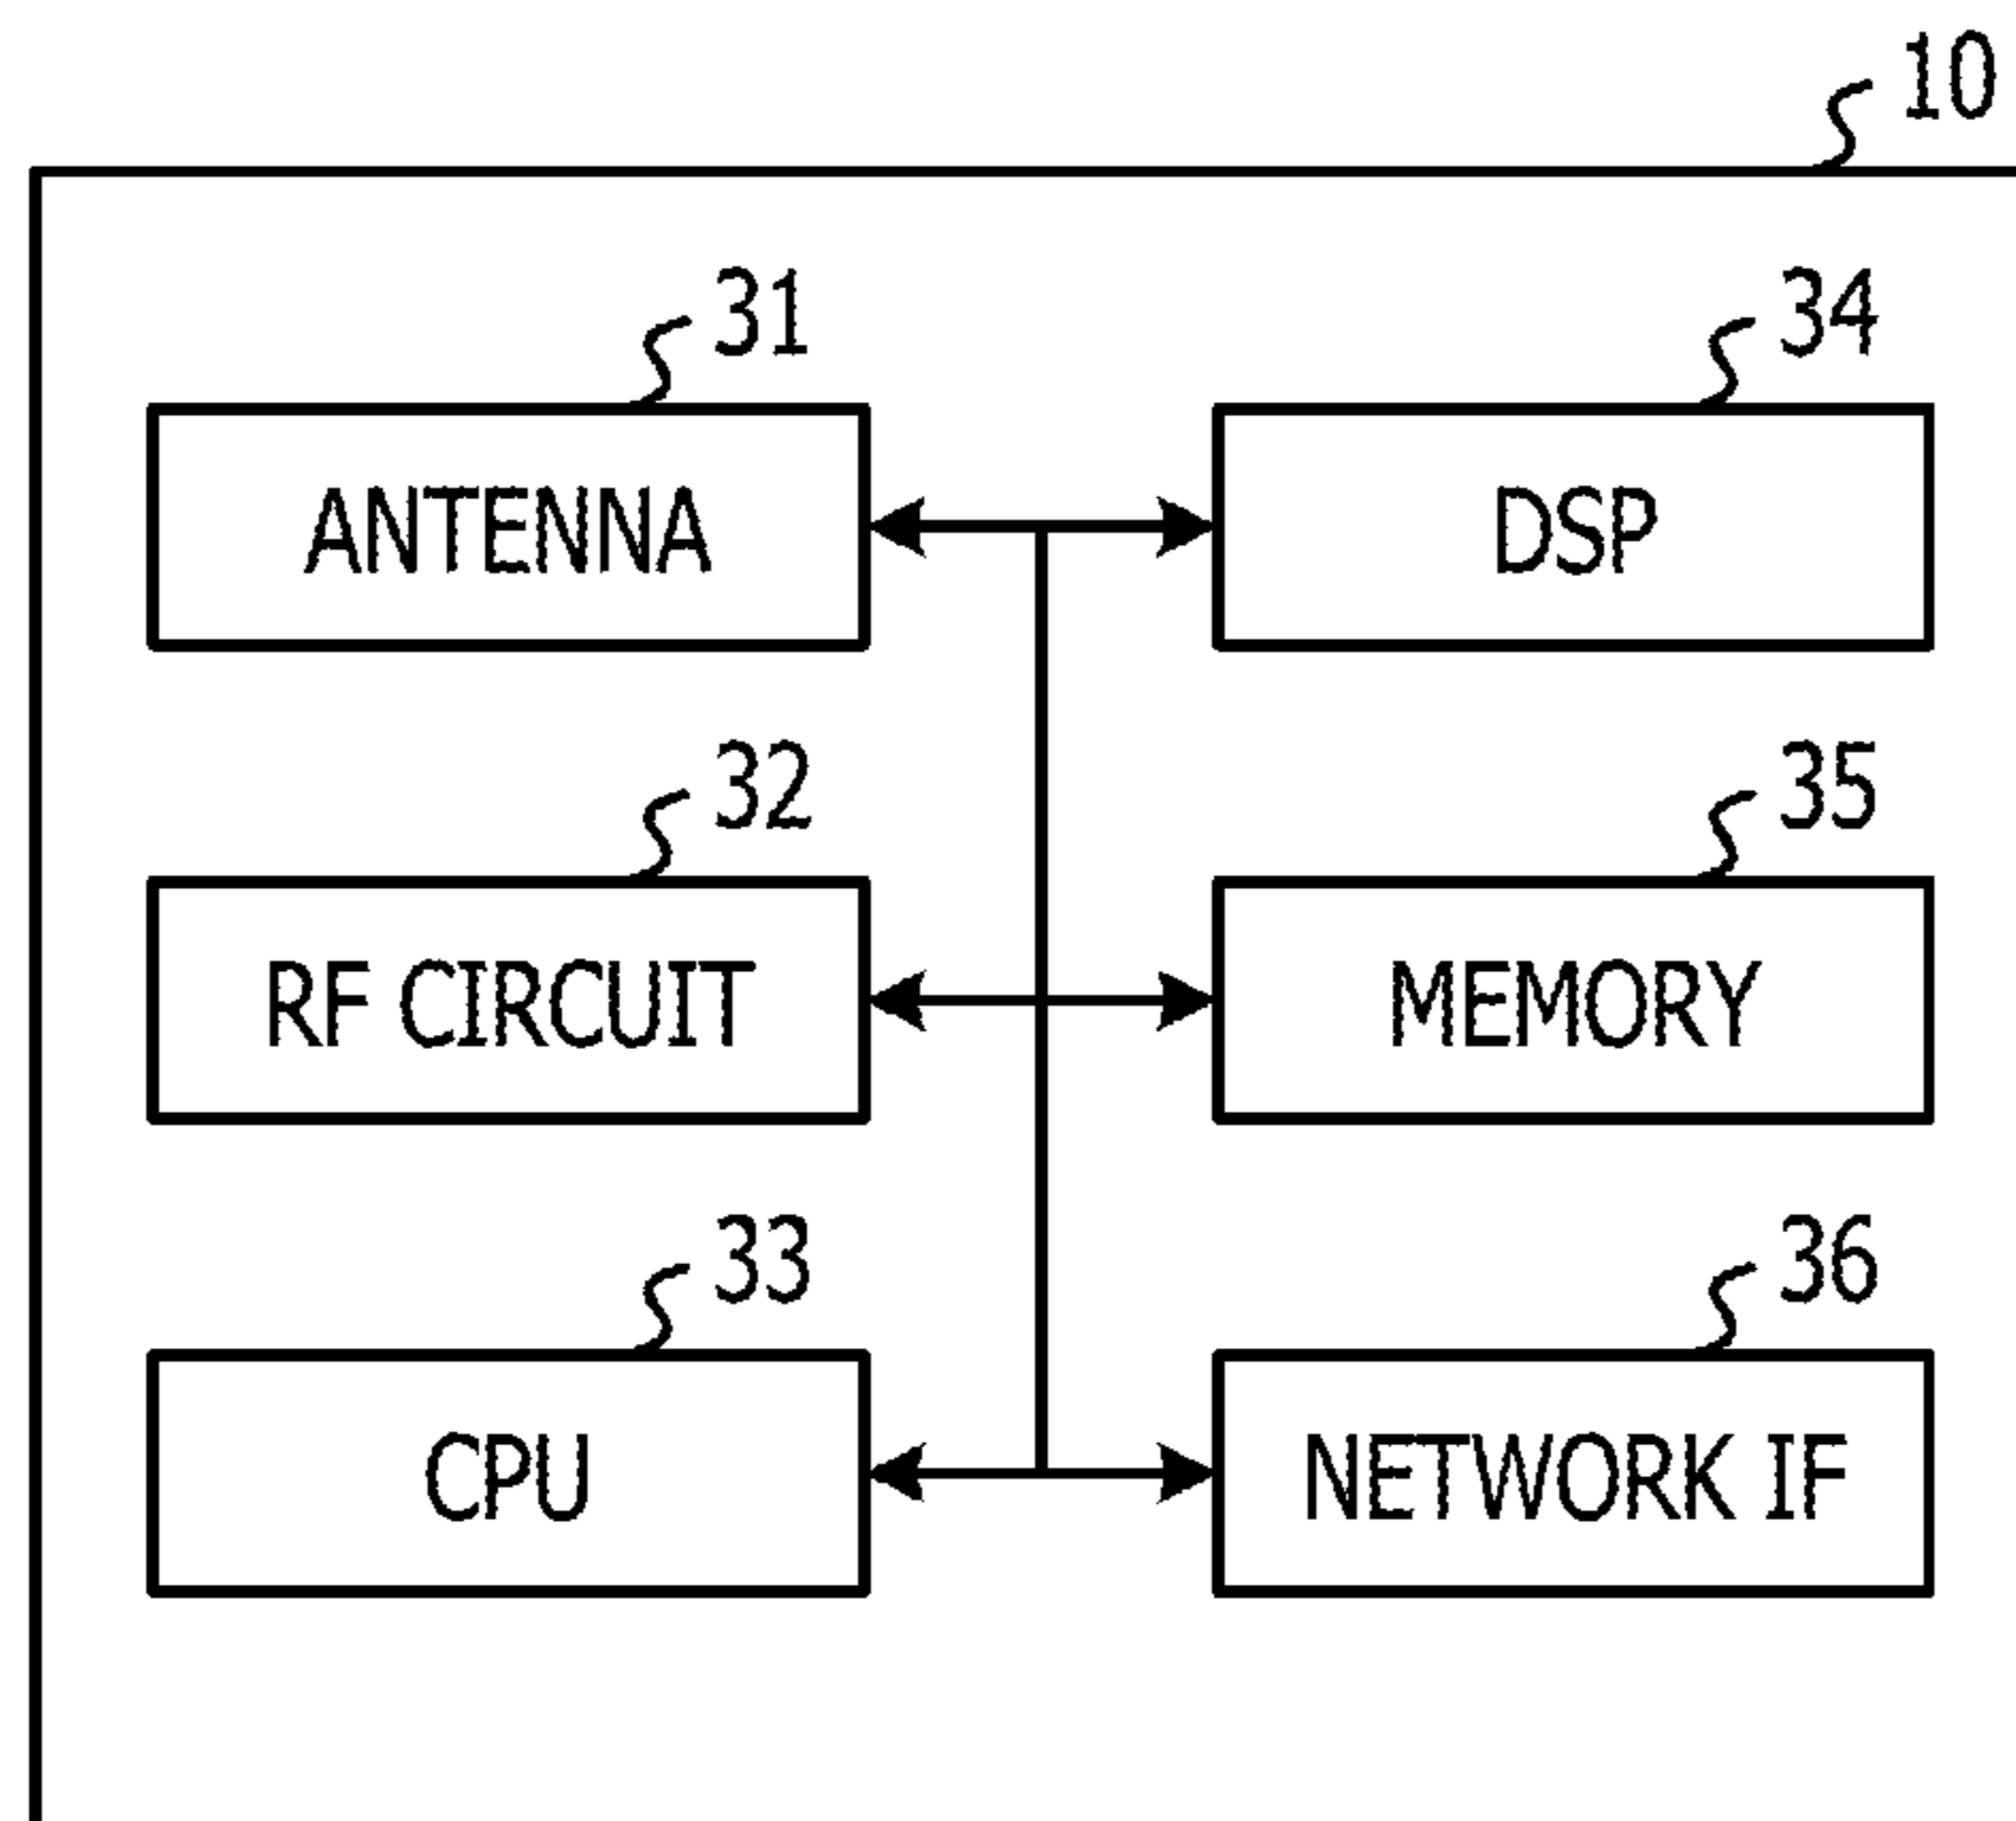 10
31
34
ANTENNA
DSP
32
35
RF CIRCUIT
MEMORY
33
36
CPU
NETWORK IF